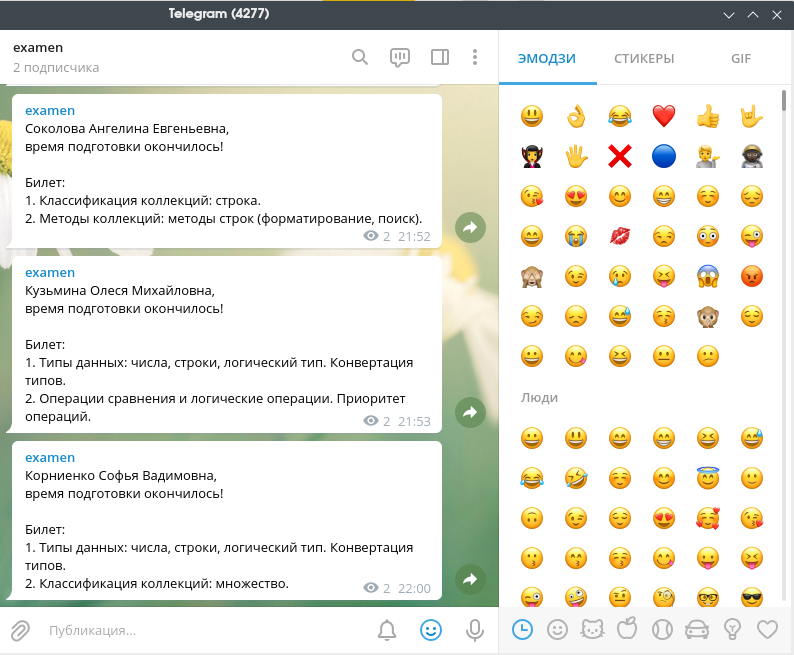 Telegram (4277)
examen
2 подписчика
examen
Соколова Ангелина Евгеньевна,
время подготовки окончилось!
Билет:
1. Классификация коллекций: строка.
2. Методы коллекций: методы строк (форматирование, поиск).
2 21:52
examen
Кузьмина Олеся Михайловна,
время подготовки окончилось!
Билет:
1. Типы данных: числа, строки, логический тип. Конвертация
типов.
2. Операции сравнения и логические операции. Приоритет
операций.
2 21:53
examen
Корниенко Софья Вадимовна,
время подготовки окончилось!
Билет:
1. Типы данных: числа, строки, логический тип. Конвертация
типов.
2. Классификация коллекций: множество.
2 22:00
Публикация...
ЭМОДЗИ СТИКЕРЫ GIF
Люди